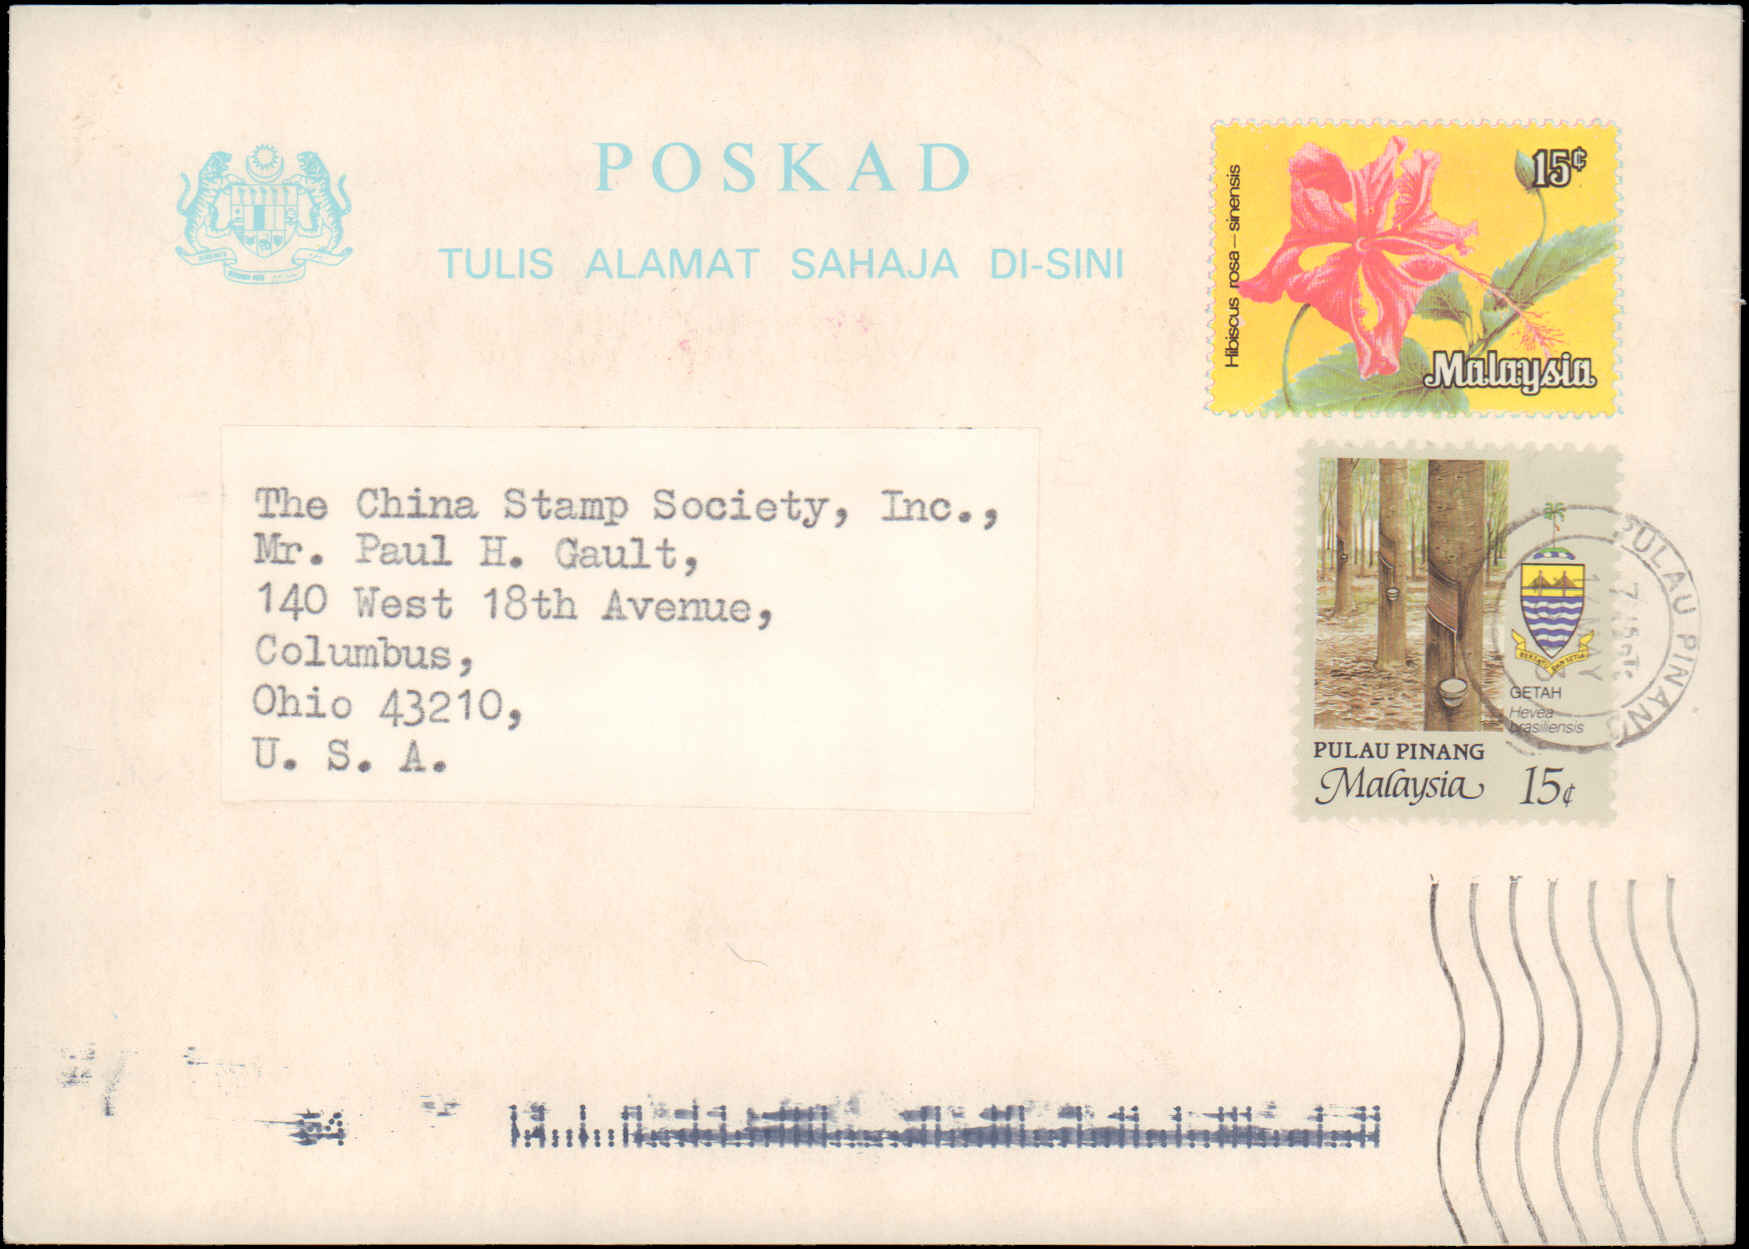 POSKAD
TULIS ALAMAT SAHAJA DI-SINI
Hibiscus rosa–sinensis
15¢
Malaysia
The China Stamp Society, Inc.,
Mr. Paul H. Gault,
140 West 18th Avenue,
Columbus,
Ohio 43210,
U. S. A.
PULAU PINANG
MAY
GETAH
Hevea
brasiliensis
PULAU PINANG
Malaysia 15¢